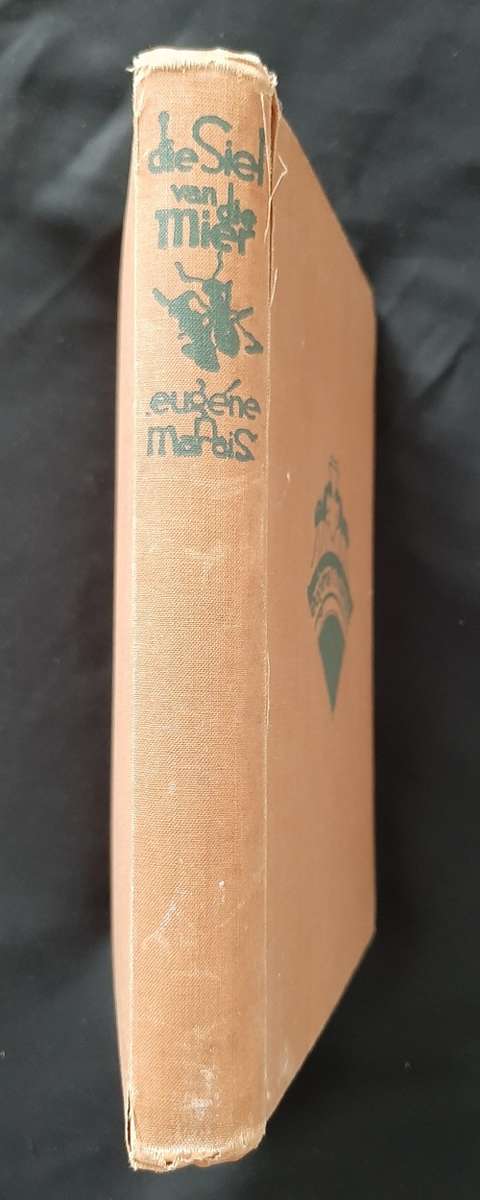 die Siel
van die
Mier
eugéne
Marais